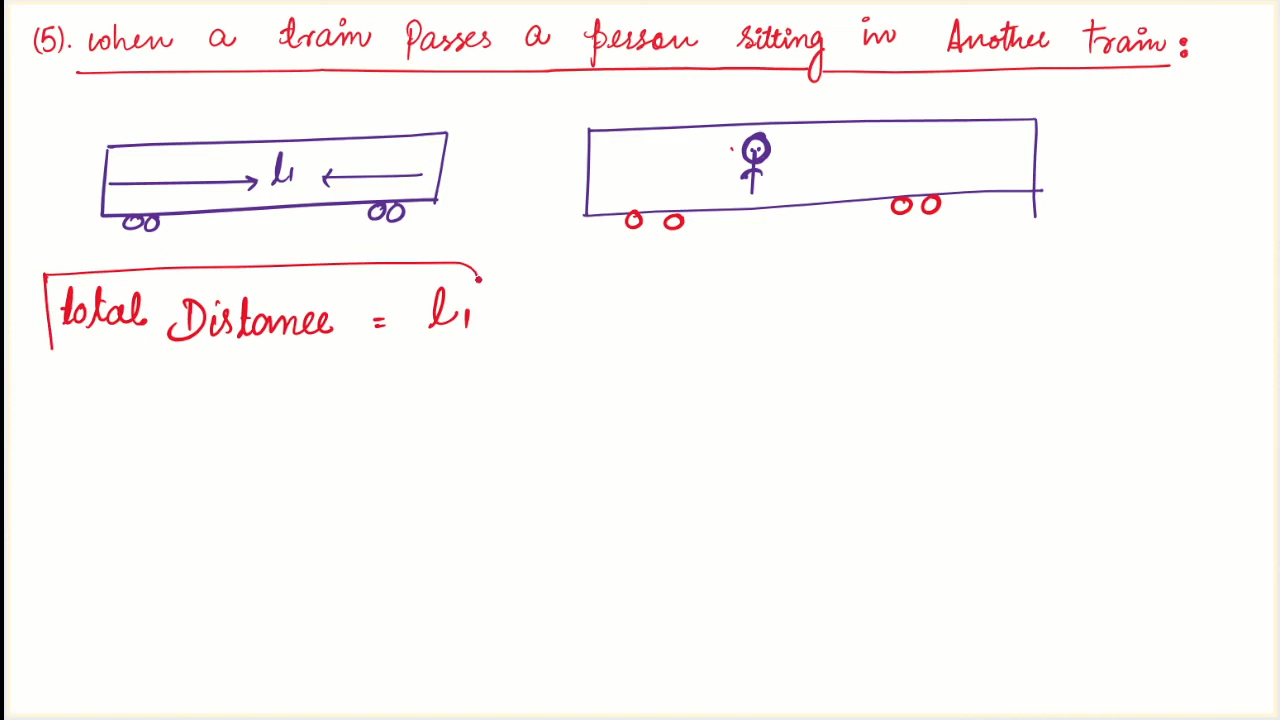 (5). when a train Passes a person sitting in Another train:
l1
total Distance = l1